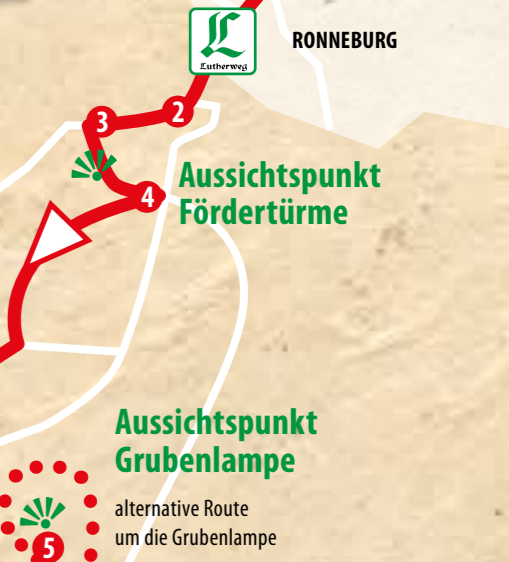 L
Lutherweg
RONNEBURG
2
3
4
Aussichtspunkt
Fördertürme
Aussichtspunkt
Grubenlampe
alternative Route
um die Grubenlampe
5